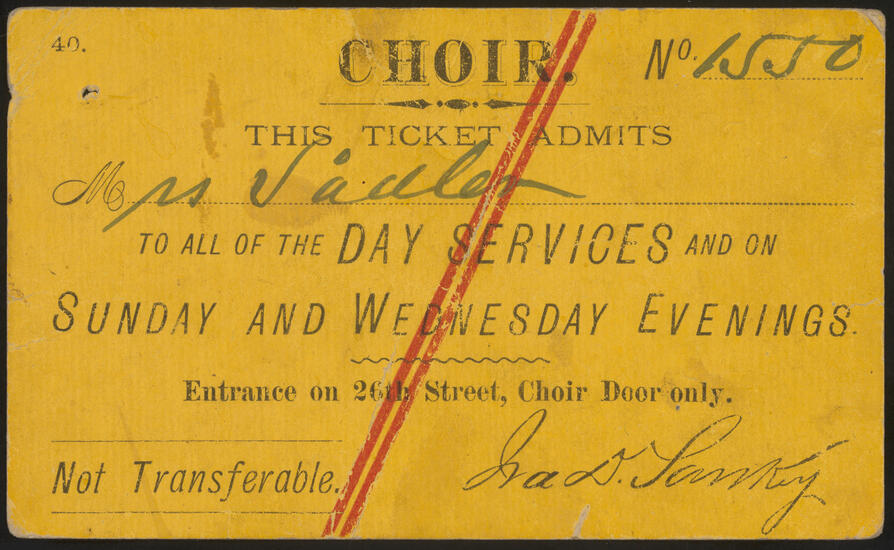 40.
CHOIR.
No. 1550
THIS TICKET ADMITS
Mrs Sadler
TO ALL OF THE DAY SERVICES AND ON
SUNDAY AND WEDNESDAY EVENINGS.
Entrance on 26th Street, Choir Door only.
Not Transferable.
Ira D. Sankey